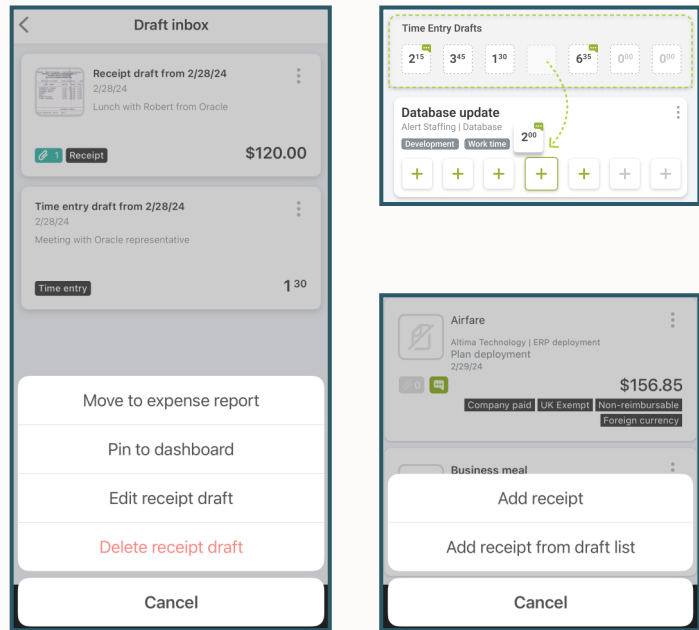 Draft inbox
Receipt draft from 2/28/24
2/28/24
Lunch with Robert from Oracle
1 Receipt
$120.00
Time entry draft from 2/28/24
2/28/24
Meeting with Oracle representative
Time entry
1 30
Move to expense report
Pin to dashboard
Edit receipt draft
Delete receipt draft
Cancel
Time Entry Drafts
2 15 3 45 1 30 6 35 0 00 0 00
Database update
Alert Staffing | Database
Development Work time
2 00
+ + + + + + +
Airfare
Altima Technology | ERP deployment
Plan deployment
2/29/24
0
$156.85
Company paid UK Exempt Non-reimbursable
Foreign currency
Business meal
Add receipt
Add receipt from draft list
Cancel